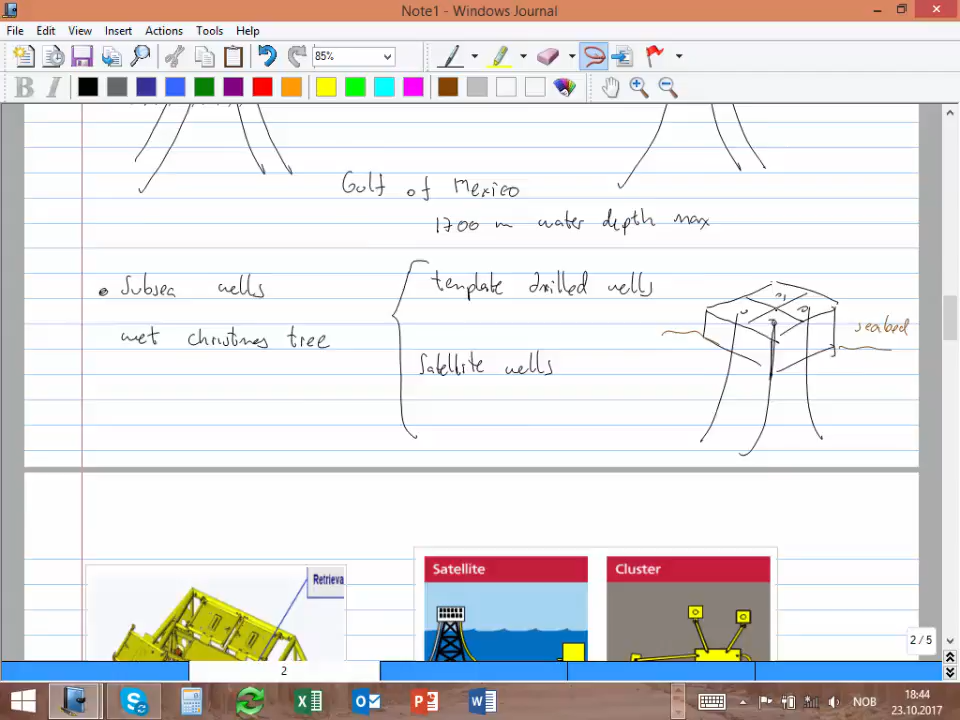 Note1 - Windows Journal
File Edit View Insert Actions Tools Help
85%
B I
Gulf of Mexico
1700 m water depth max
• Subsea wells
wet christmas tree
template drilled wells
Satellite wells
seabed
Retrieva
Satellite
Cluster
2 / 5
2
NOB
18:44
23.10.2017